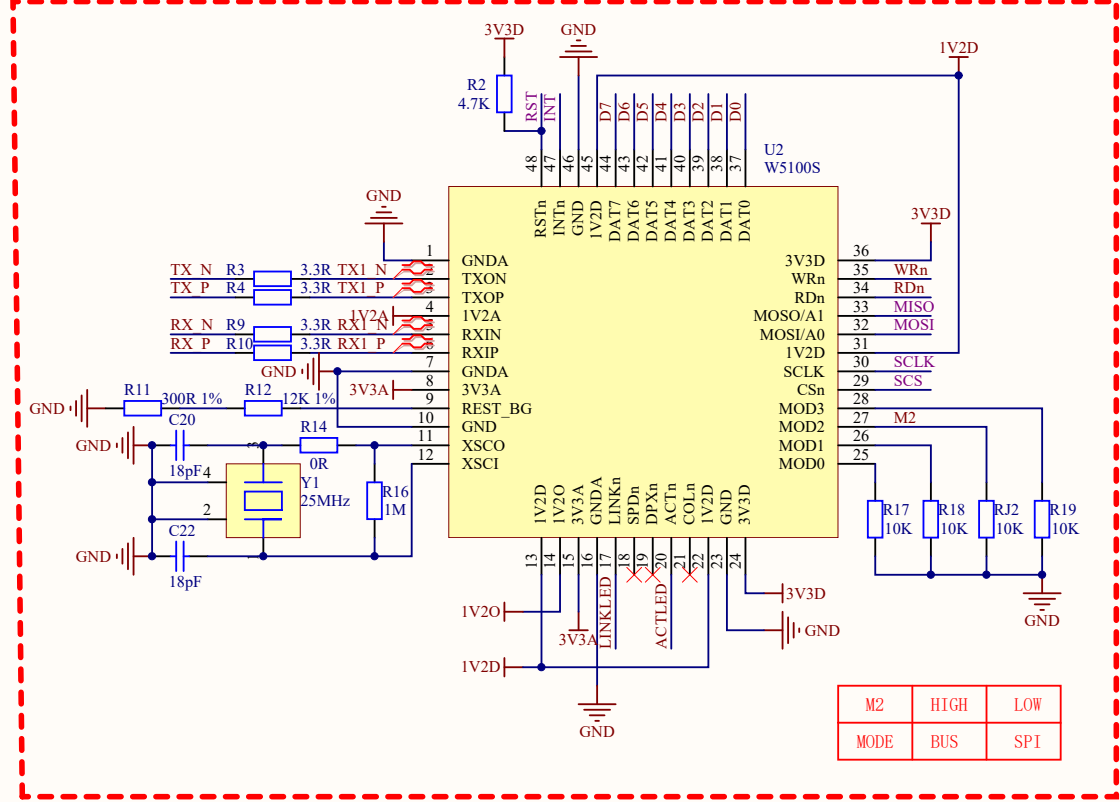 3V3D
GND
1V2D
R2
4.7K
RST
INT
D7
D6
D5
D4
D3
D2
D1
D0
48
47
46
45
44
43
42
41
40
39
38
37
U2
W5100S
RSTn
INTn
GND
1V2D
DAT7
DAT6
DAT5
DAT4
DAT3
DAT2
DAT1
DAT0
GND
3V3D
1 GNDA
TX_N R3 3.3R TX1_N 2 TXON
TX_P R4 3.3R TX1_P 3 TXOP
1V2A 4 1V2A
RX_N R9 3.3R RX1_N 5 RXIN
RX_P R10 3.3R RX1_P 6 RXIP
GND 7 GNDA
3V3A 8 3V3A
GND R11 300R 1% R12 12K 1% 9 REST_BG
10 GND
11 XSCO
12 XSCI
3V3D 36
WRn 35 WRn
RDn 34 RDn
MOSO/A1 33 MISO
MOSI/A0 32 MOSI
1V2D 31
SCLK 30 SCLK
CSn 29 SCS
MOD3 28
MOD2 27 M2
MOD1 26
MOD0 25
C20
GND
18pF
R14
0R
3
4
2
1
Y1
25MHz
R16
1M
C22
GND
18pF
R17
10K
R18
10K
RJ2
10K
R19
10K
GND
1V2D
1V2O
3V3A
GNDA
LINKn
SPDn
DPXn
ACTn
COLn
1V2D
GND
3V3D
13
14
15
16
17
18
19
20
21
22
23
24
1V2O
3V3A
LINKLED
ACTLED
3V3D
GND
1V2D
GND
M2 HIGH LOW
MODE BUS SPI